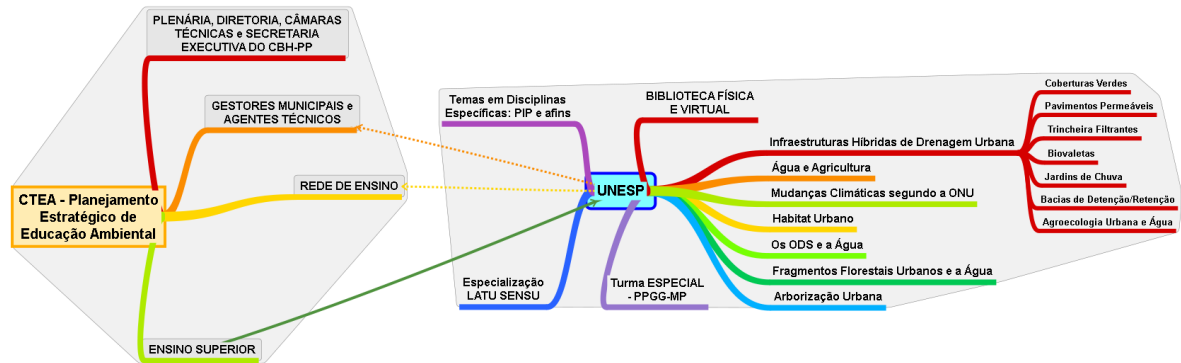 PLENÁRIA, DIRETORIA, CÂMARAS
TÉCNICAS e SECRETARIA
EXECUTIVA DO CBH-PP
GESTORES MUNICIPAIS e
AGENTES TÉCNICOS
REDE DE ENSINO
CTEA - Planejamento
Estratégico de
Educação Ambiental
ENSINO SUPERIOR
Temas em Disciplinas
Específicas: PIP e afins
BIBLIOTECA FÍSICA
E VIRTUAL
UNESP
Especialização
LATU SENSU
Turma ESPECIAL
- PPGG-MP
Infraestruturas Híbridas de Drenagem Urbana
Água e Agricultura
Mudanças Climáticas segundo a ONU
Habitat Urbano
Os ODS e a Água
Fragmentos Florestais Urbanos e a Água
Arborização Urbana
Coberturas Verdes
Pavimentos Permeáveis
Trincheira Filtrantes
Biovaletas
Jardins de Chuva
Bacias de Detenção/Retenção
Agroecologia Urbana e Água